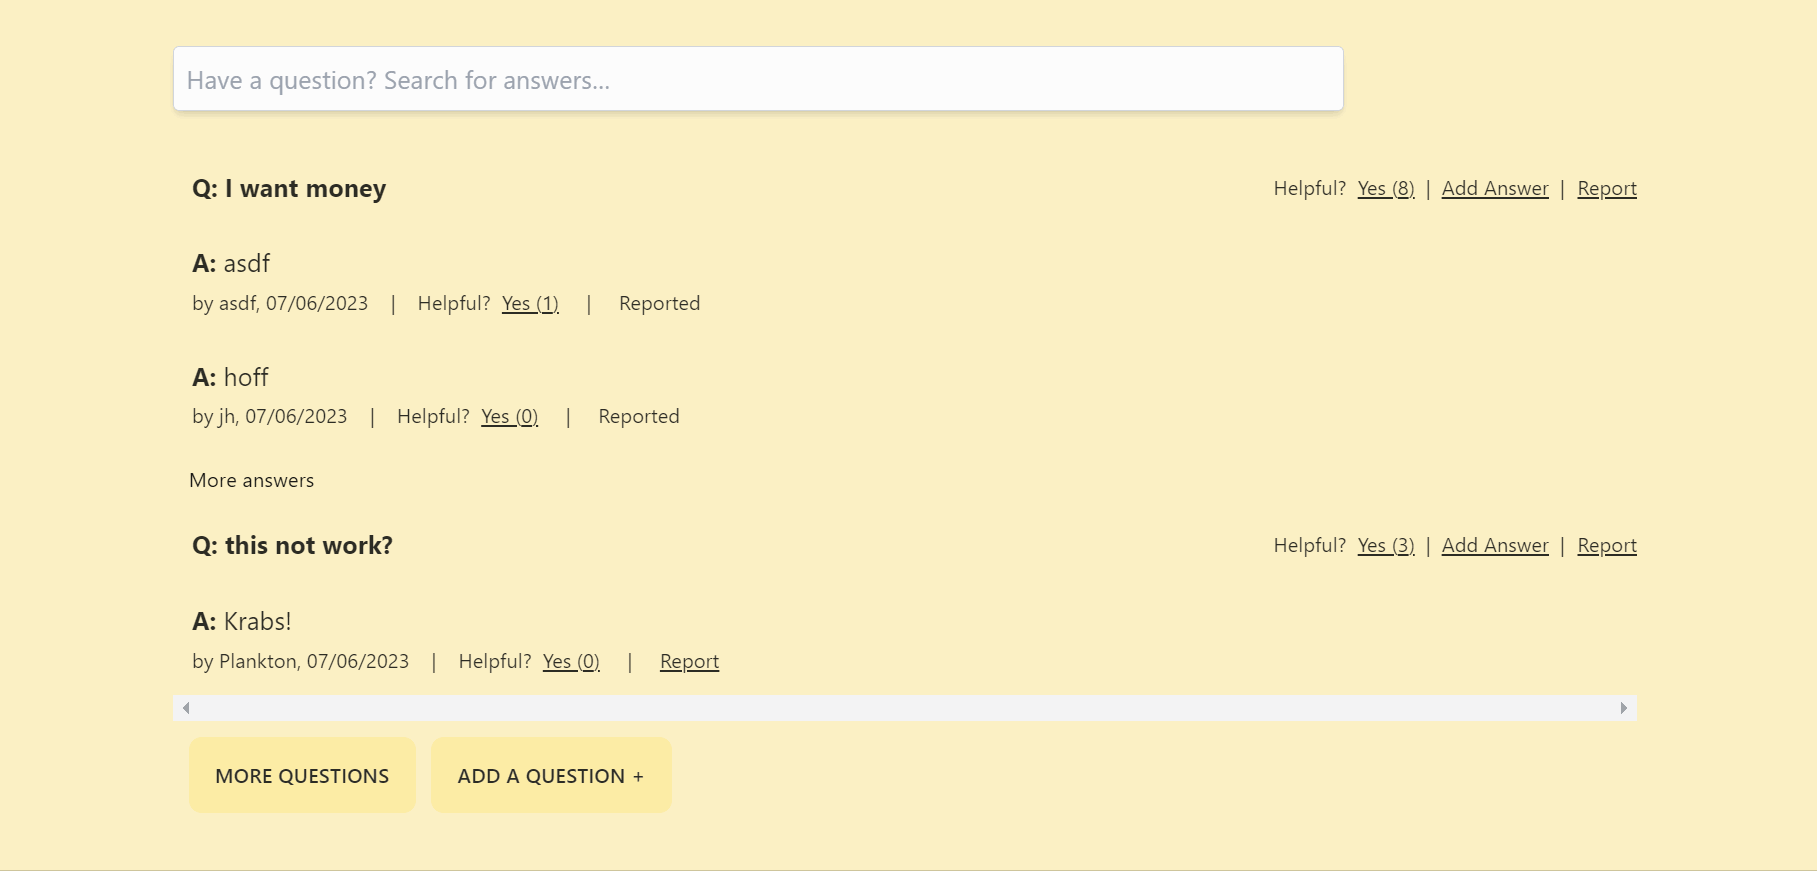 Have a question? Search for answers...
Q: I want money Helpful? Yes (8) | Add Answer | Report
A: asdf
by asdf, 07/06/2023 | Helpful? Yes (1) | Reported
A: hoff
by jh, 07/06/2023 | Helpful? Yes (0) | Reported
More answers
Q: this not work? Helpful? Yes (3) | Add Answer | Report
A: Krabs!
by Plankton, 07/06/2023 | Helpful? Yes (0) | Report
MORE QUESTIONS ADD A QUESTION +